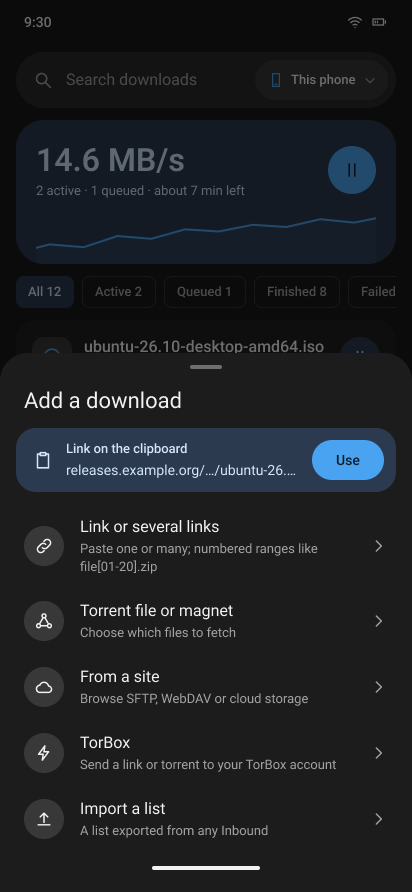 9:30
Search downloads
This phone
14.6 MB/s
2 active · 1 queued · about 7 min left
All 12
Active 2
Queued 1
Finished 8
Failed
ubuntu-26.10-desktop-amd64.iso
Add a download
Link on the clipboard
releases.example.org/…/ubuntu-26.…
Use
Link or several links
Paste one or many; numbered ranges like
file[01-20].zip
Torrent file or magnet
Choose which files to fetch
From a site
Browse SFTP, WebDAV or cloud storage
TorBox
Send a link or torrent to your TorBox account
Import a list
A list exported from any Inbound